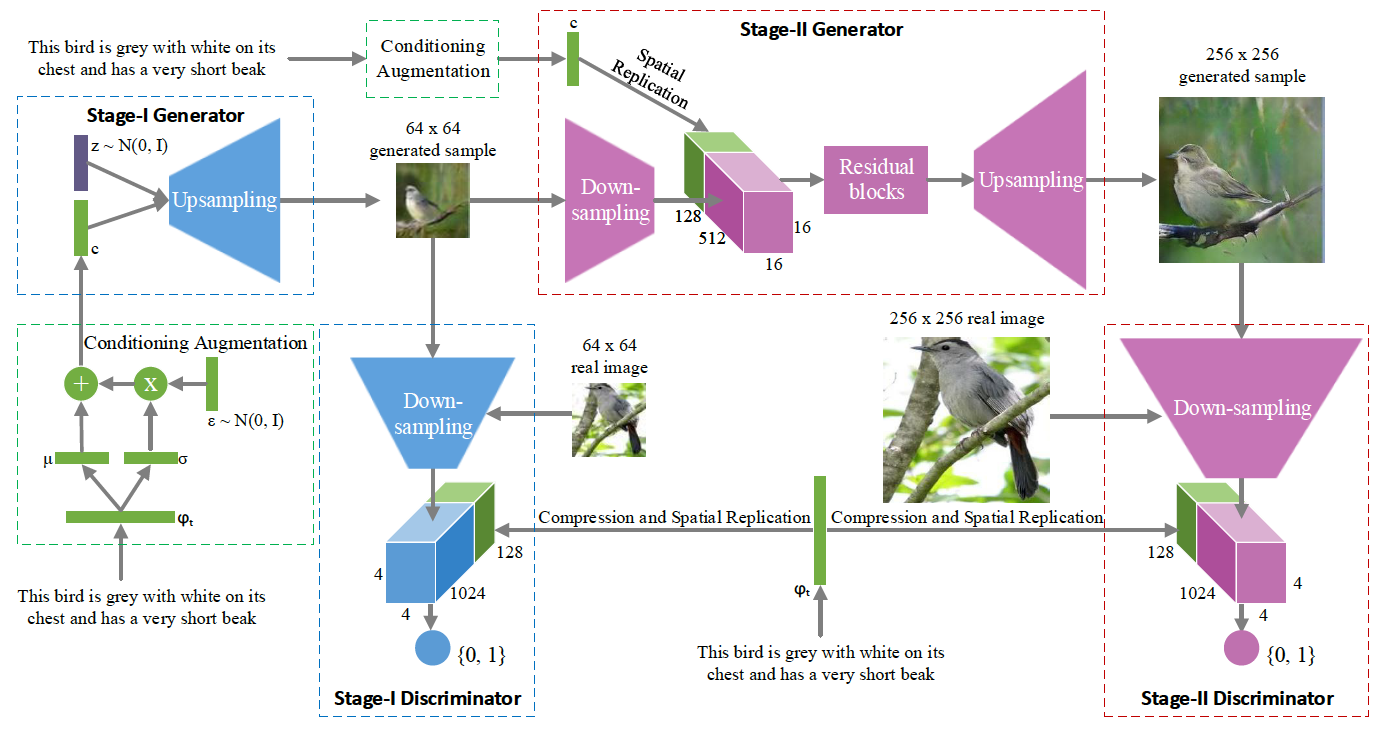 Stage-II Generator
This bird is grey with white on its
chest and has a very short beak
Conditioning
Augmentation
c
Spatial
Replication
256 x 256
generated sample
Stage-I Generator
z ~ N(0, I)
c
Upsampling
64 x 64
generated sample
Down-
sampling
128
512
16
16
Residual
blocks
Upsampling
Conditioning Augmentation
+
x
ε ~ N(0, I)
μ
σ
φt
This bird is grey with white on its
chest and has a very short beak
64 x 64
real image
Down-
sampling
4
4
1024
128
{0, 1}
Stage-I Discriminator
256 x 256 real image
Compression and Spatial Replication
Compression and Spatial Replication
φt
This bird is grey with white on its
chest and has a very short beak
Down-sampling
128
1024
4
4
{0, 1}
Stage-II Discriminator